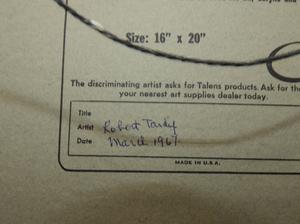 Size: 16" x 20"
The discriminating artist asks for Talens products. Ask for the
your nearest art supplies dealer today.
Title
Artist Robert Tardif
Date March 1967
MADE IN U.S.A.